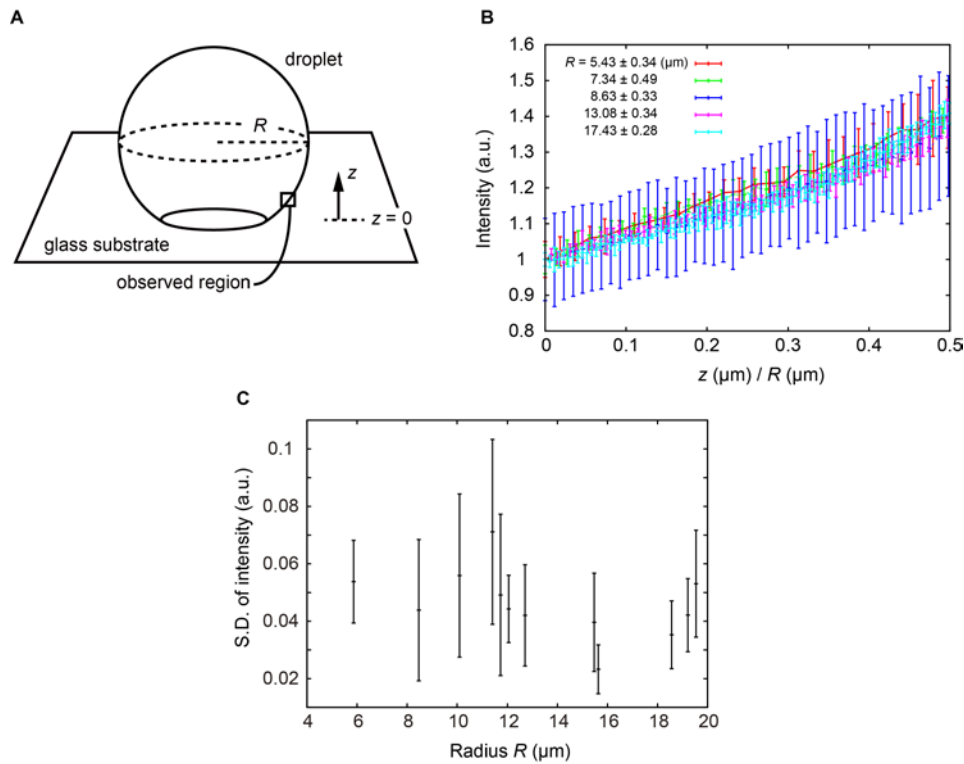 A
droplet
R
z
z = 0
glass substrate
observed region
B
Intensity (a.u.)
1.6
1.5
1.4
1.3
1.2
1.1
1
0.9
0.8
R = 5.43 ± 0.34 (µm)
7.34 ± 0.49
8.63 ± 0.33
13.08 ± 0.34
17.43 ± 0.28
0 0.1 0.2 0.3 0.4 0.5
z (µm) / R (µm)
C
S.D. of intensity (a.u.)
0.1
0.08
0.06
0.04
0.02
4 6 8 10 12 14 16 18 20
Radius R (µm)